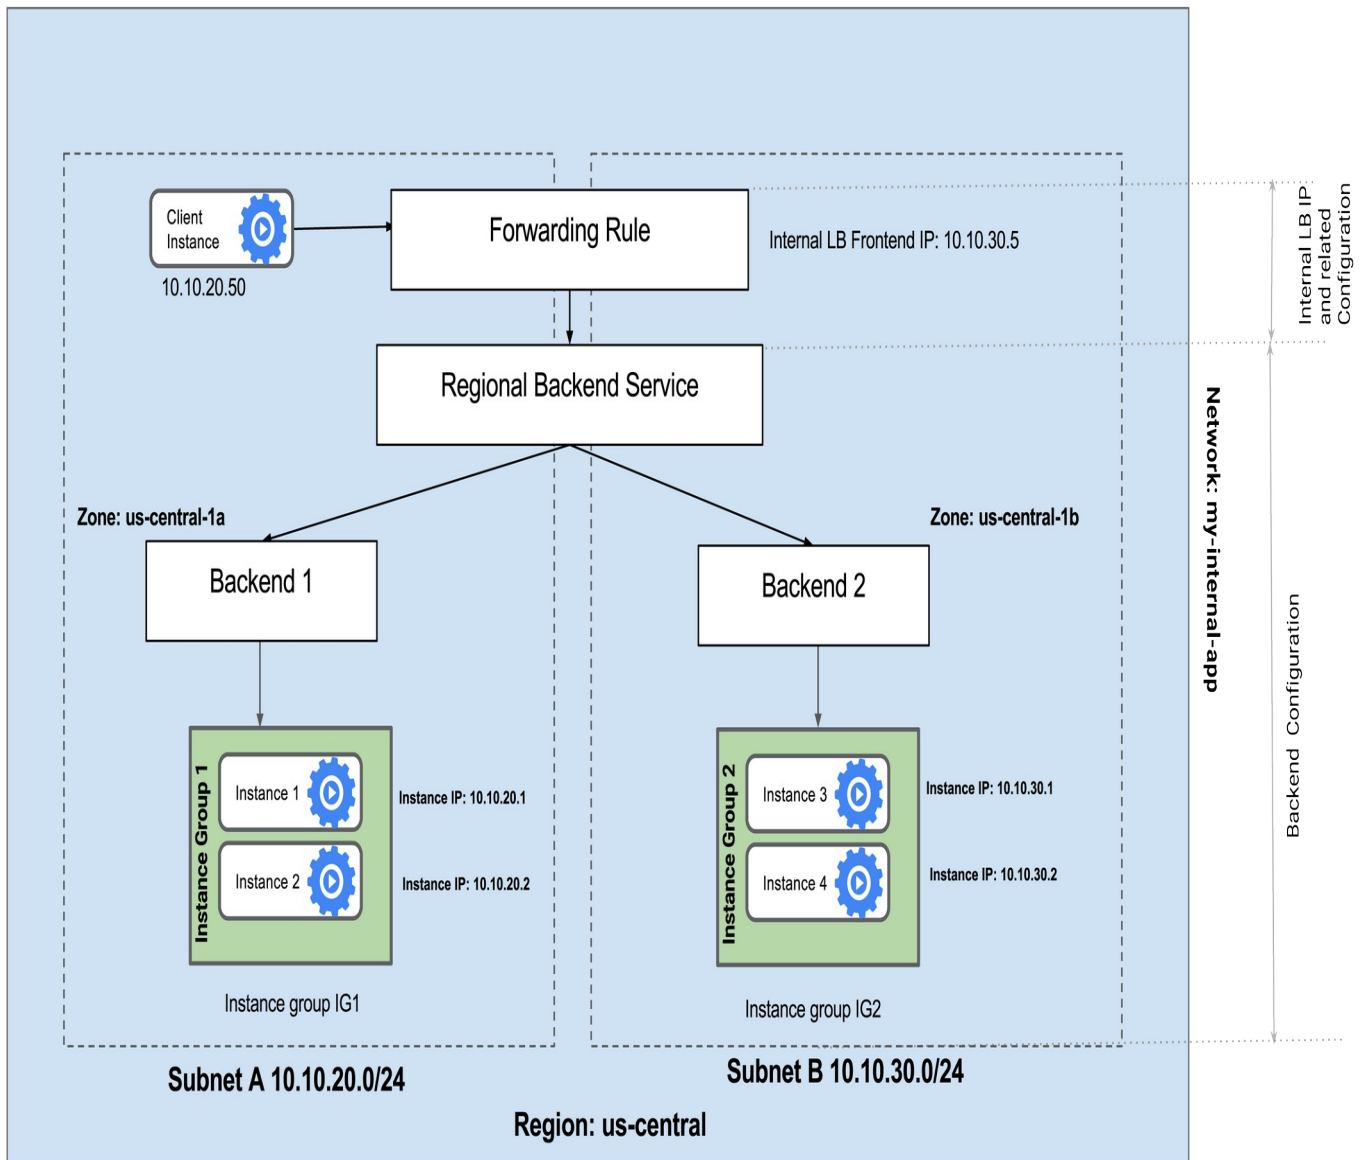 Client
Instance
10.10.20.50
Forwarding Rule
Internal LB Frontend IP: 10.10.30.5
Internal LB IP
and related
Configuration
Regional Backend Service
Network: my-internal-app
Zone: us-central-1a
Zone: us-central-1b
Backend 1
Backend 2
Backend Configuration
Instance Group 1
Instance 1
Instance IP: 10.10.20.1
Instance 2
Instance IP: 10.10.20.2
Instance Group 2
Instance 3
Instance IP: 10.10.30.1
Instance 4
Instance IP: 10.10.30.2
Instance group IG1
Instance group IG2
Subnet A 10.10.20.0/24
Subnet B 10.10.30.0/24
Region: us-central